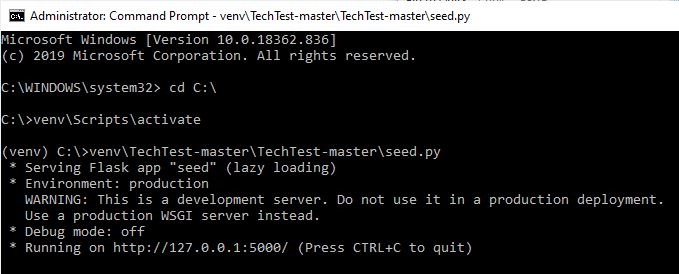 Administrator: Command Prompt - venv\TechTest-master\TechTest-master\seed.py
Microsoft Windows [Version 10.0.18362.836]
(c) 2019 Microsoft Corporation. All rights reserved.
C:\WINDOWS\system32> cd C:\
C:\>venv\Scripts\activate
(venv) C:\>venv\TechTest-master\TechTest-master\seed.py
* Serving Flask app "seed" (lazy loading)
* Environment: production
WARNING: This is a development server. Do not use it in a production deployment.
Use a production WSGI server instead.
* Debug mode: off
* Running on http://127.0.0.1:5000/ (Press CTRL+C to quit)